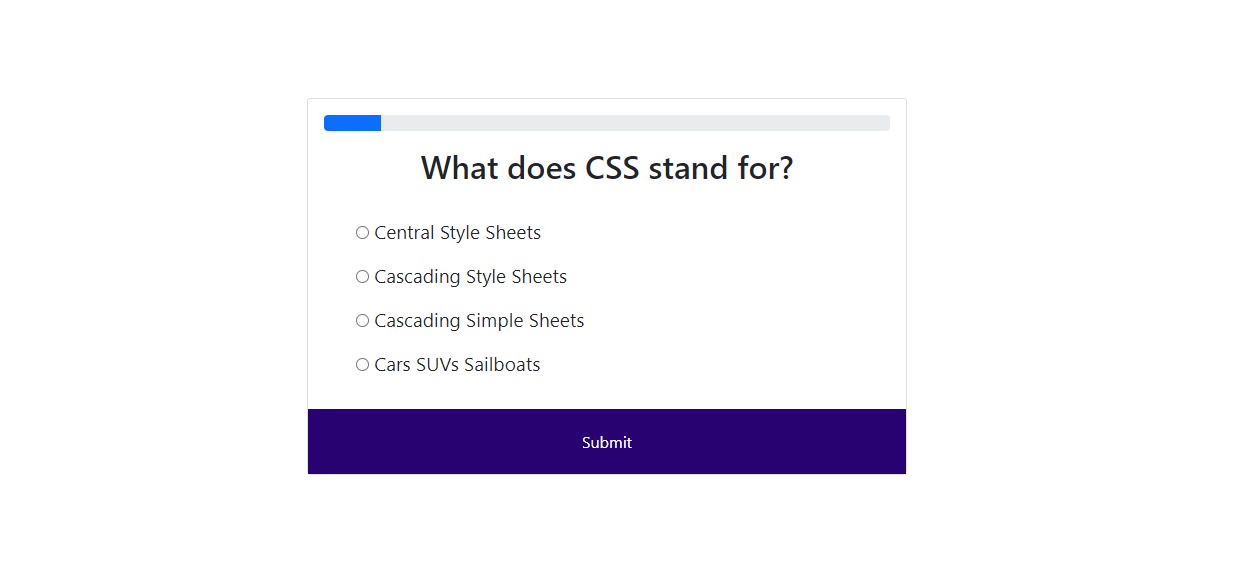 What does CSS stand for?
Central Style Sheets
Cascading Style Sheets
Cascading Simple Sheets
Cars SUVs Sailboats
Submit